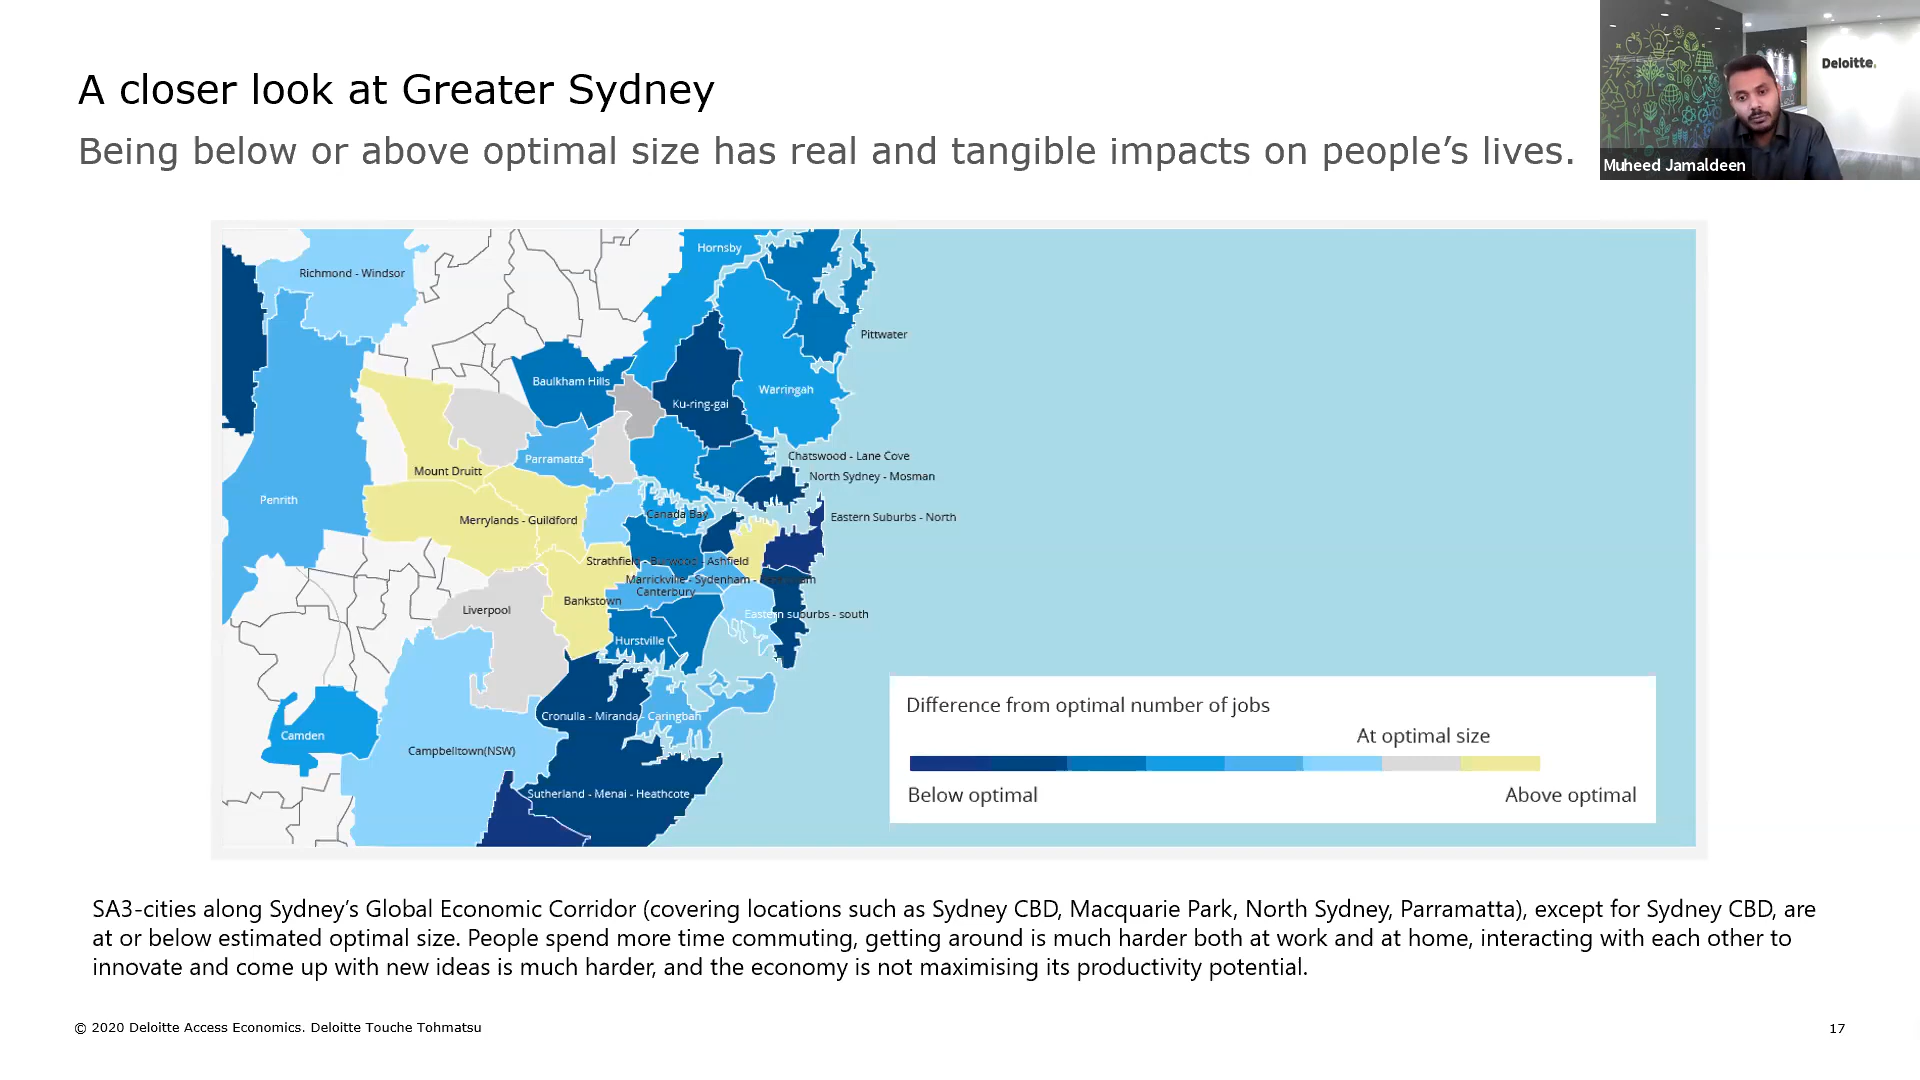 A closer look at Greater Sydney
Being below or above optimal size has real and tangible impacts on people's lives.
Deloitte.
Muheed Jamaldeen
Hornsby
Richmond - Windsor
Pittwater
Baulkham Hills
Warringah
Ku-ring-gai
Chatswood - Lane Cove
Parramatta
Mount Druitt
North Sydney - Mosman
Penrith
Canada Bay
Eastern Suburbs - North
Merrylands - Guildford
Strathfield - Burwood - Ashfield
Marrickville - Sydenham -
Canterbury
Bankstown
Liverpool
Eastern suburbs - south
Hurstville
Cronulla - Miranda - Caringbah
Camden
Campbelltown(NSW)
Sutherland - Menai - Heathcote
Difference from optimal number of jobs
At optimal size
Below optimal
Above optimal
SA3-cities along Sydney's Global Economic Corridor (covering locations such as Sydney CBD, Macquarie Park, North Sydney, Parramatta), except for Sydney CBD, are
at or below estimated optimal size. People spend more time commuting, getting around is much harder both at work and at home, interacting with each other to
innovate and come up with new ideas is much harder, and the economy is not maximising its productivity potential.
© 2020 Deloitte Access Economics. Deloitte Touche Tohmatsu
17